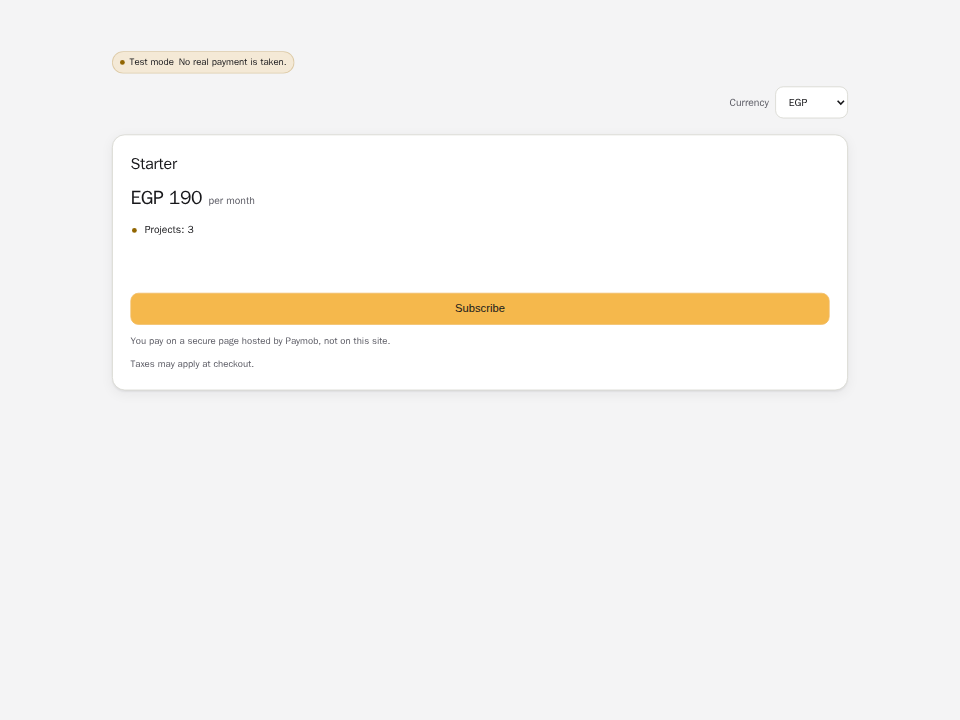 Test mode No real payment is taken.
Currency EGP
Starter
EGP 190 per month
Projects: 3
Subscribe
You pay on a secure page hosted by Paymob, not on this site.
Taxes may apply at checkout.